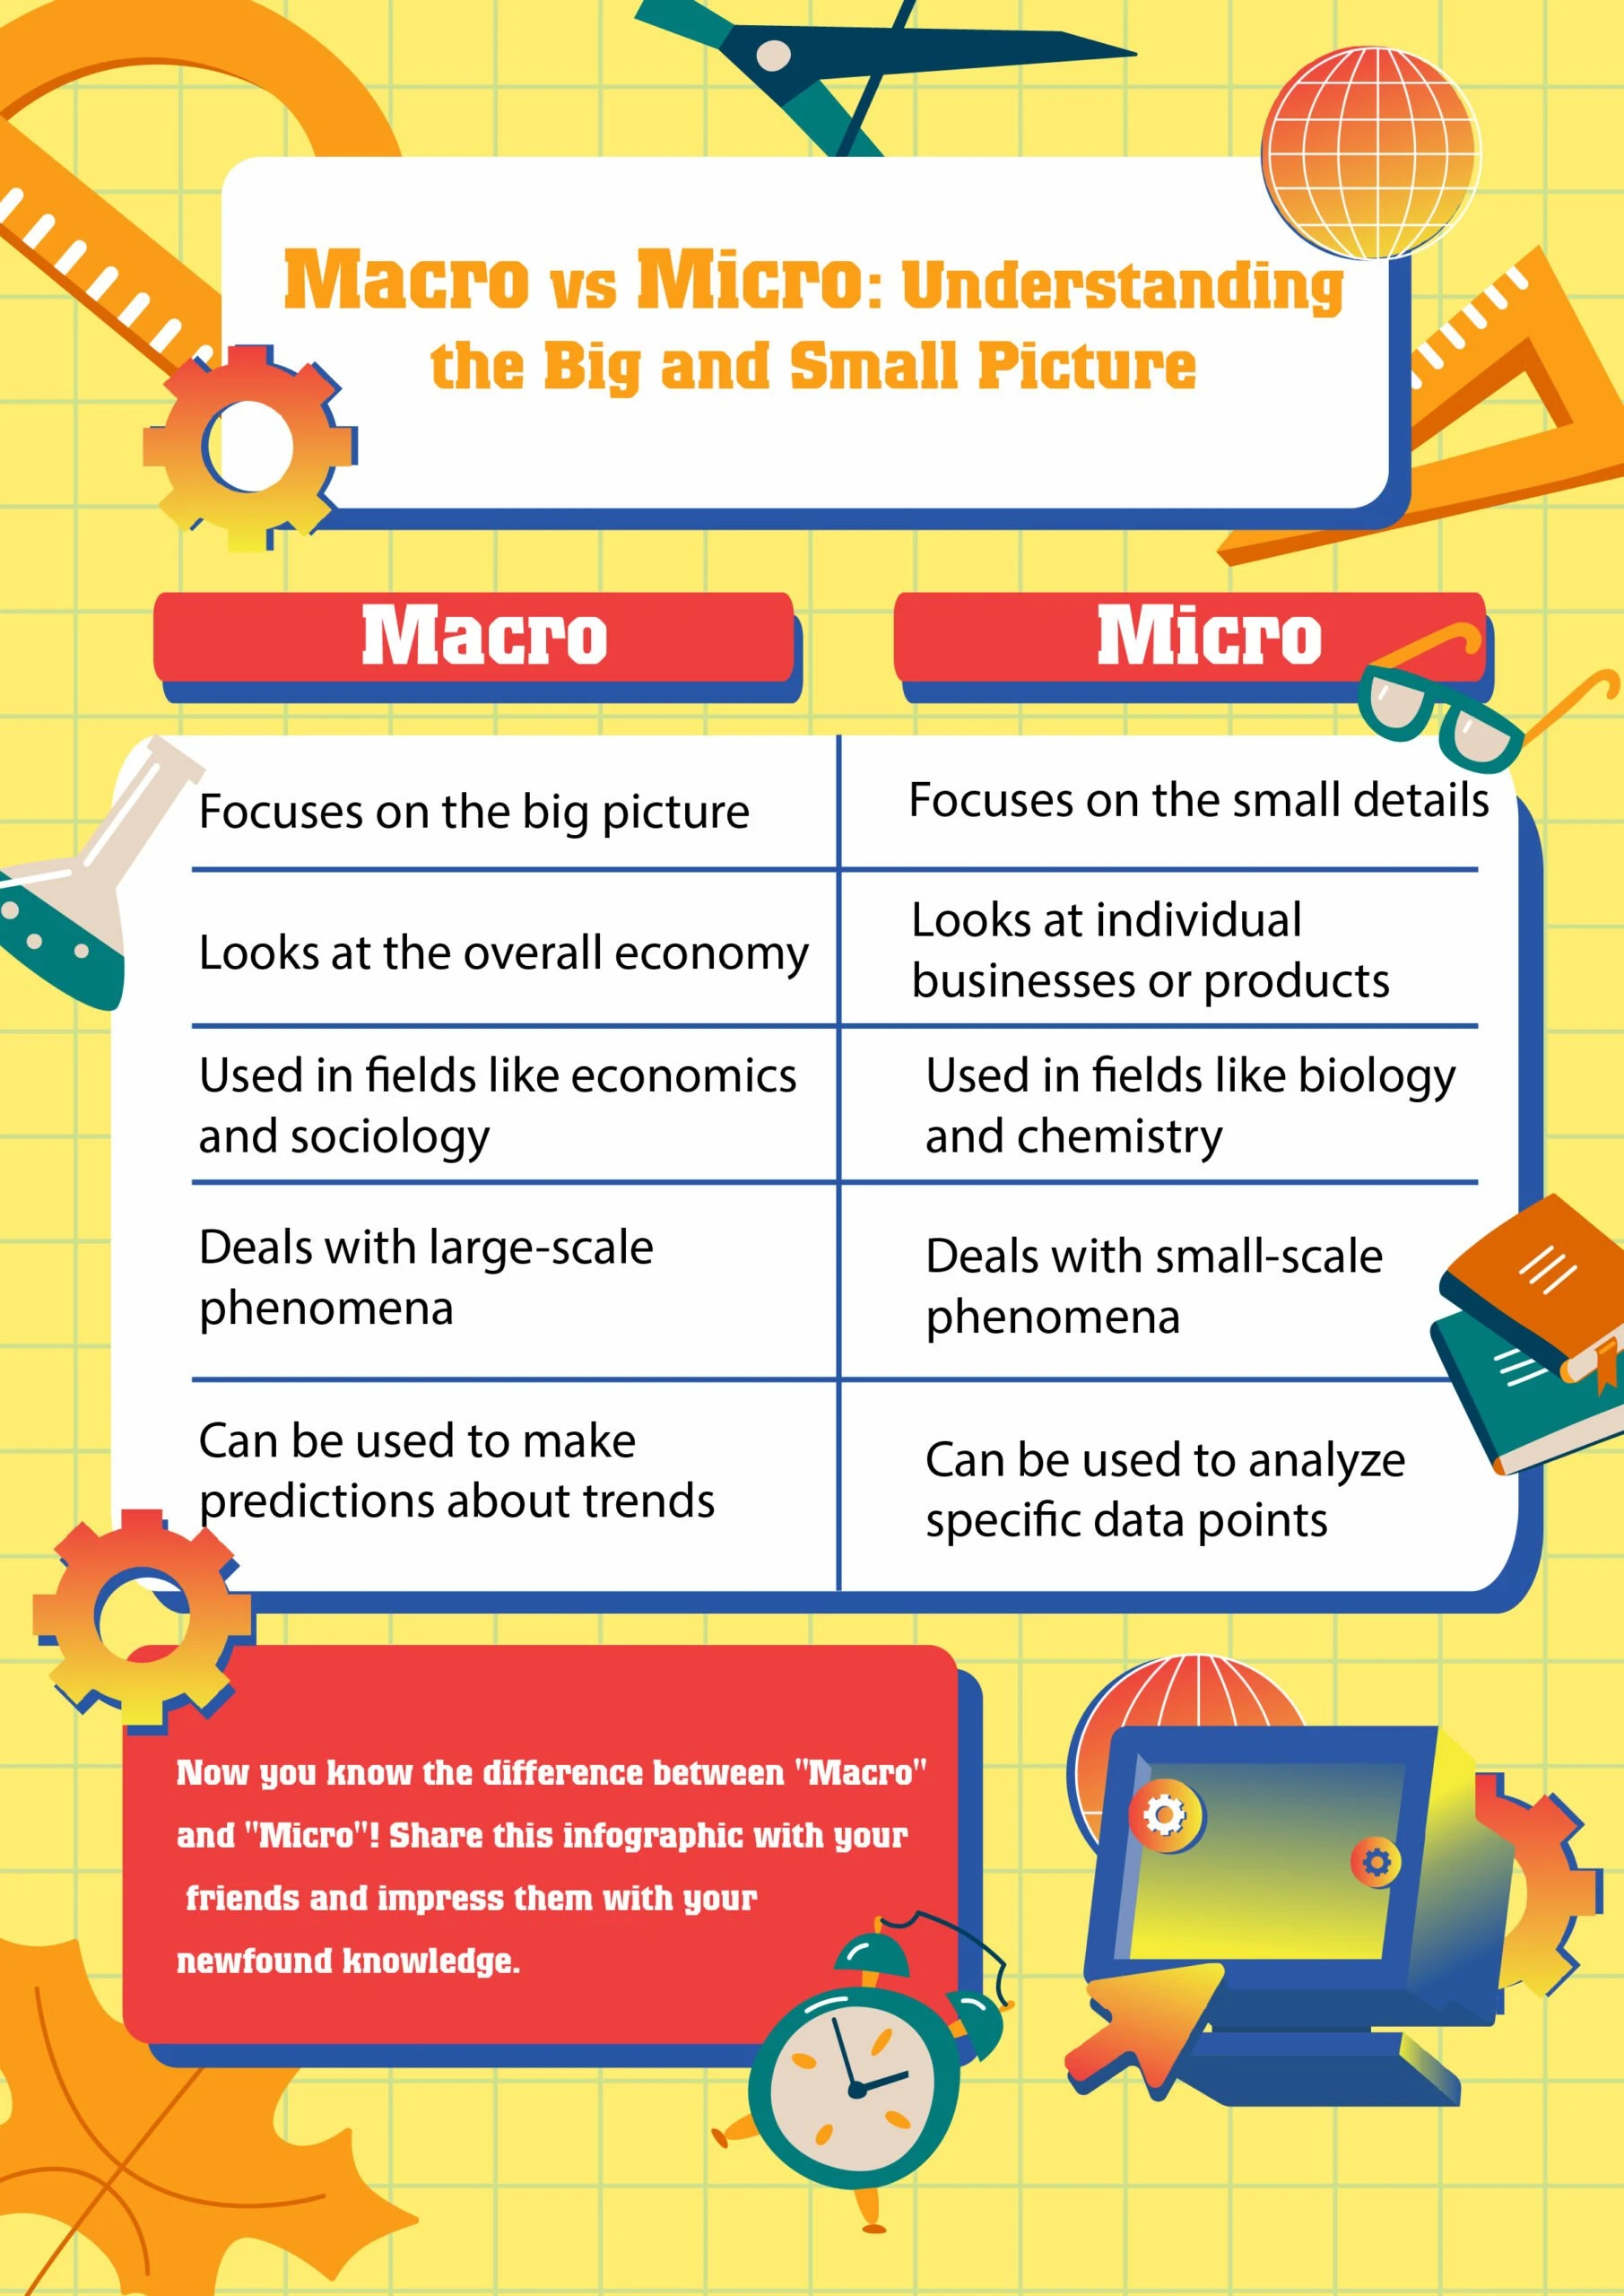 Macro vs Micro: Understanding
the Big and Small Picture
Macro
Micro
Focuses on the big picture
Focuses on the small details
Looks at the overall economy
Looks at individual
businesses or products
Used in fields like economics
and sociology
Used in fields like biology
and chemistry
Deals with large-scale
phenomena
Deals with small-scale
phenomena
Can be used to make
predictions about trends
Can be used to analyze
specific data points
Now you know the difference between "Macro"
and "Micro"! Share this infographic with your
friends and impress them with your
newfound knowledge.